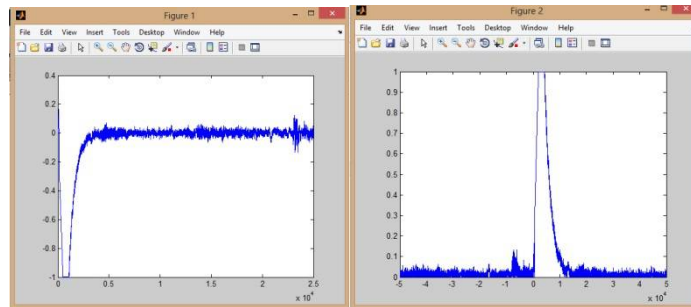 Figure 1
File Edit View Insert Tools Desktop Window Help
0.4
0.2
0
-0.2
-0.4
-0.6
-0.8
-1
0 0.5 1 1.5 2 2.5
x 10⁴
Figure 2
File Edit View Insert Tools Desktop Window Help
1
0.9
0.8
0.7
0.6
0.5
0.4
0.3
0.2
0.1
0
-5 -4 -3 -2 -1 0 1 2 3 4 5
x 10⁴